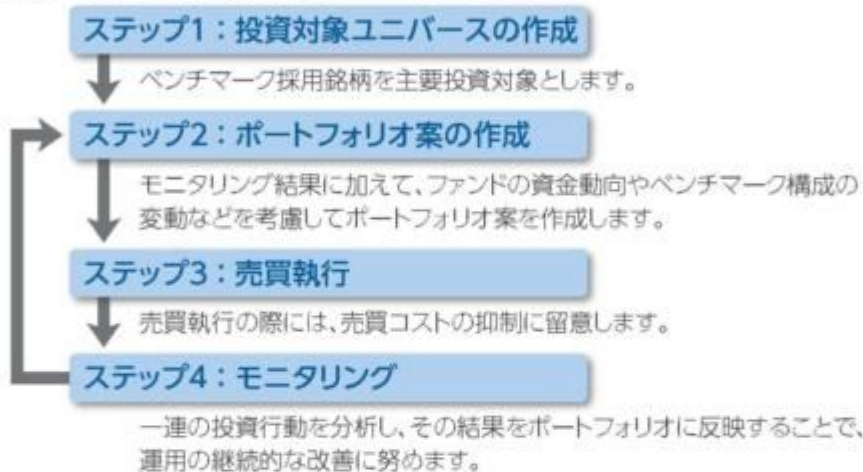 ステップ1：投資対象ユニバースの作成
ベンチマーク採用銘柄を主要投資対象とします。
ステップ2：ポートフォリオ案の作成
モニタリング結果に加えて、ファンドの資金動向やベンチマーク構成の
変動などを考慮してポートフォリオ案を作成します。
ステップ3：売買執行
売買執行の際には、売買コストの抑制に留意します。
ステップ4：モニタリング
一連の投資行動を分析し、その結果をポートフォリオに反映することで、
運用の継続的な改善に努めます。